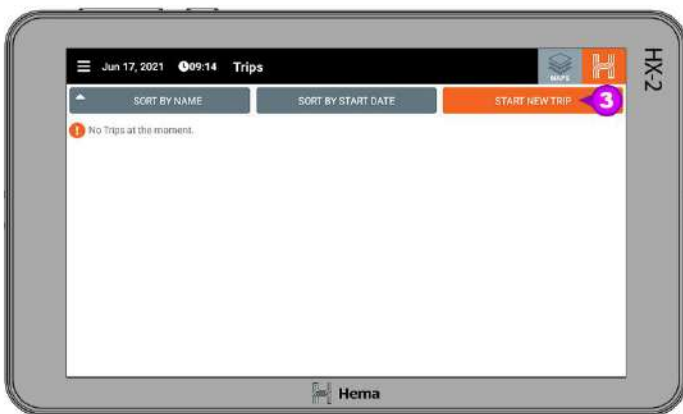 Jun 17, 2021 09:14 Trips
MAPS
HX-2
SORT BY NAME SORT BY START DATE START NEW TRIP 3
No Trips at the moment.
Hema